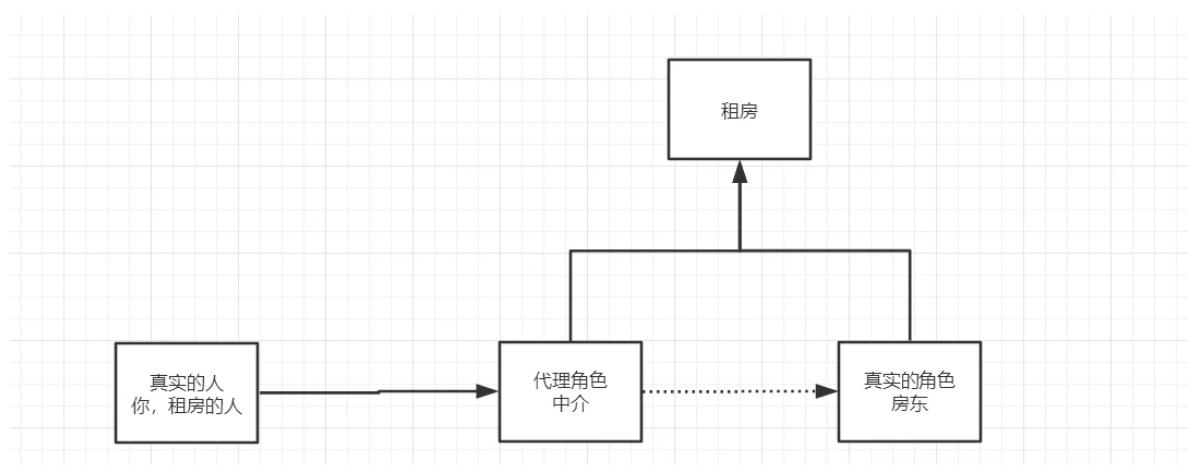 租房
真实的人
你，租房的人
代理角色
中介
真实的角色
房东